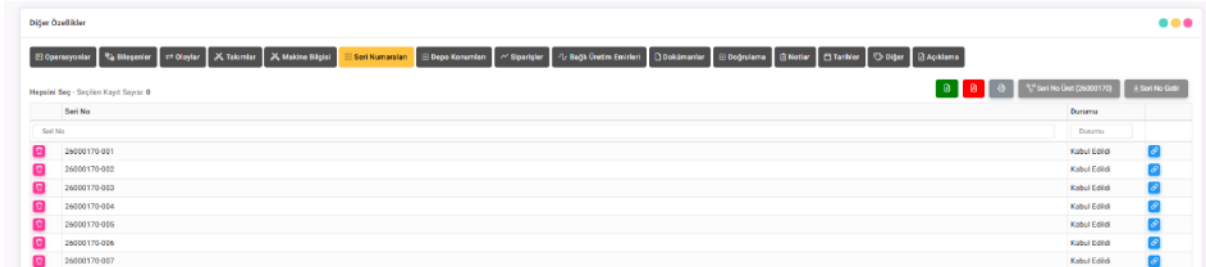 Diğer Özellikler
Operasyonlar Bileşenler Olaylar Takımlar Makine Bilgisi Seri Numaraları Depo Konumları Siparişler Bağlı Üretim Emirleri Dokümanlar Doğrulama Notlar Tarihler Diğer Açıklama
Hepsini Seç - Seçilen Kayıt Sayısı: 0 Seri No Üret (26000170) Seri No Getir
Seri No Durumu
Seri No Durumu
26000170-001 Kabul Edildi
26000170-002 Kabul Edildi
26000170-003 Kabul Edildi
26000170-004 Kabul Edildi
26000170-005 Kabul Edildi
26000170-006 Kabul Edildi
26000170-007 Kabul Edildi